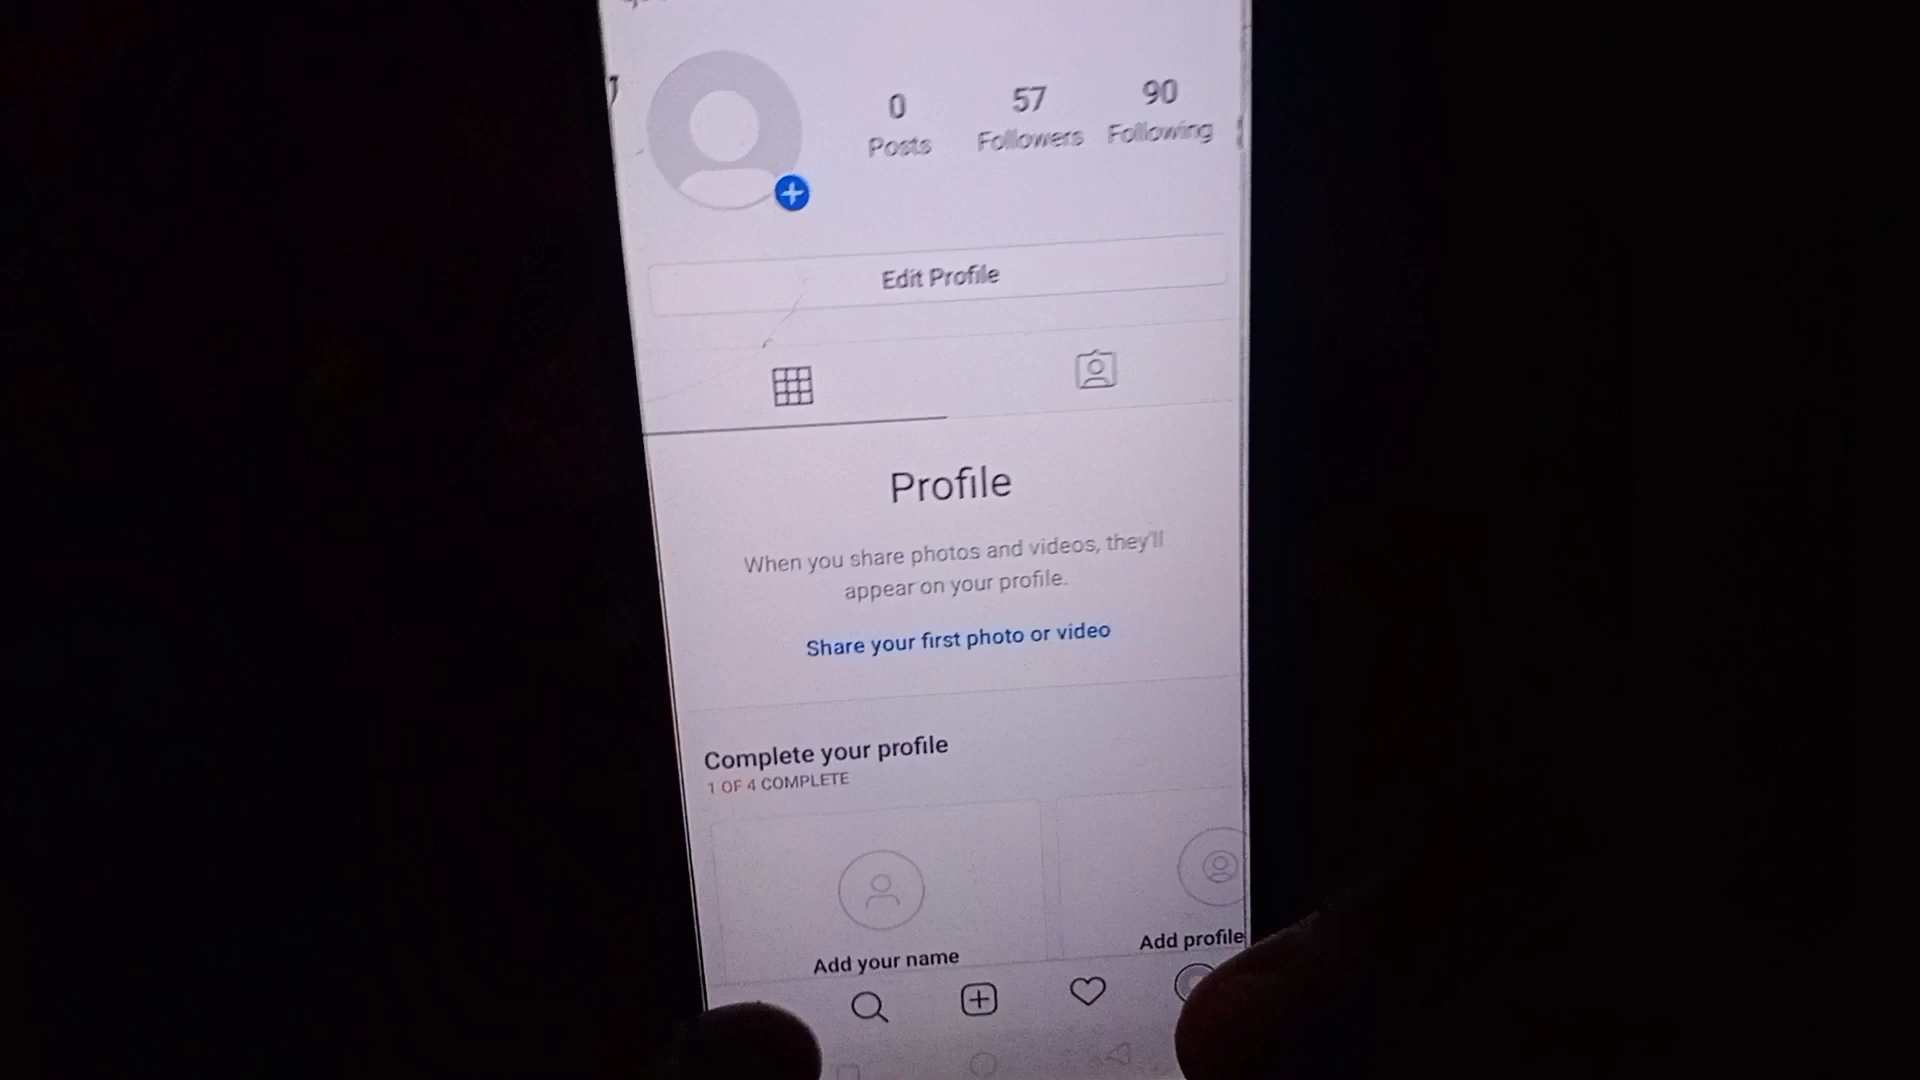 0 57 90
Posts Followers Following
Edit Profile
Profile
When you share photos and videos, they'll
appear on your profile.
Share your first photo or video
Complete your profile
1 OF 4 COMPLETE
Add your name
Add profile